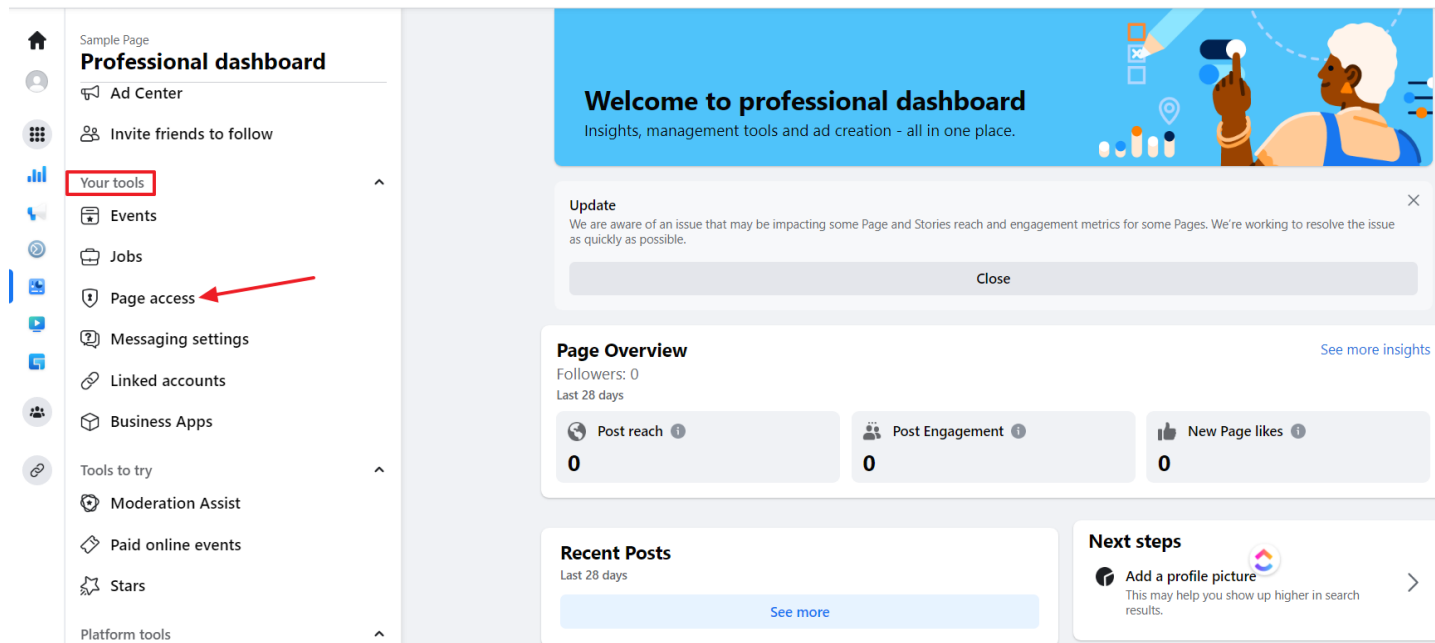 Sample Page
Professional dashboard
Ad Center
Invite friends to follow
Your tools
Events
Jobs
Page access
Messaging settings
Linked accounts
Business Apps
Tools to try
Moderation Assist
Paid online events
Stars
Platform tools
Welcome to professional dashboard
Insights, management tools and ad creation - all in one place.
Update
We are aware of an issue that may be impacting some Page and Stories reach and engagement metrics for some Pages. We're working to resolve the issue
as quickly as possible.
Close
Page Overview
See more insights
Followers: 0
Last 28 days
Post reach
0
Post Engagement
0
New Page likes
0
Recent Posts
Last 28 days
See more
Next steps
Add a profile picture
This may help you show up higher in search
results.